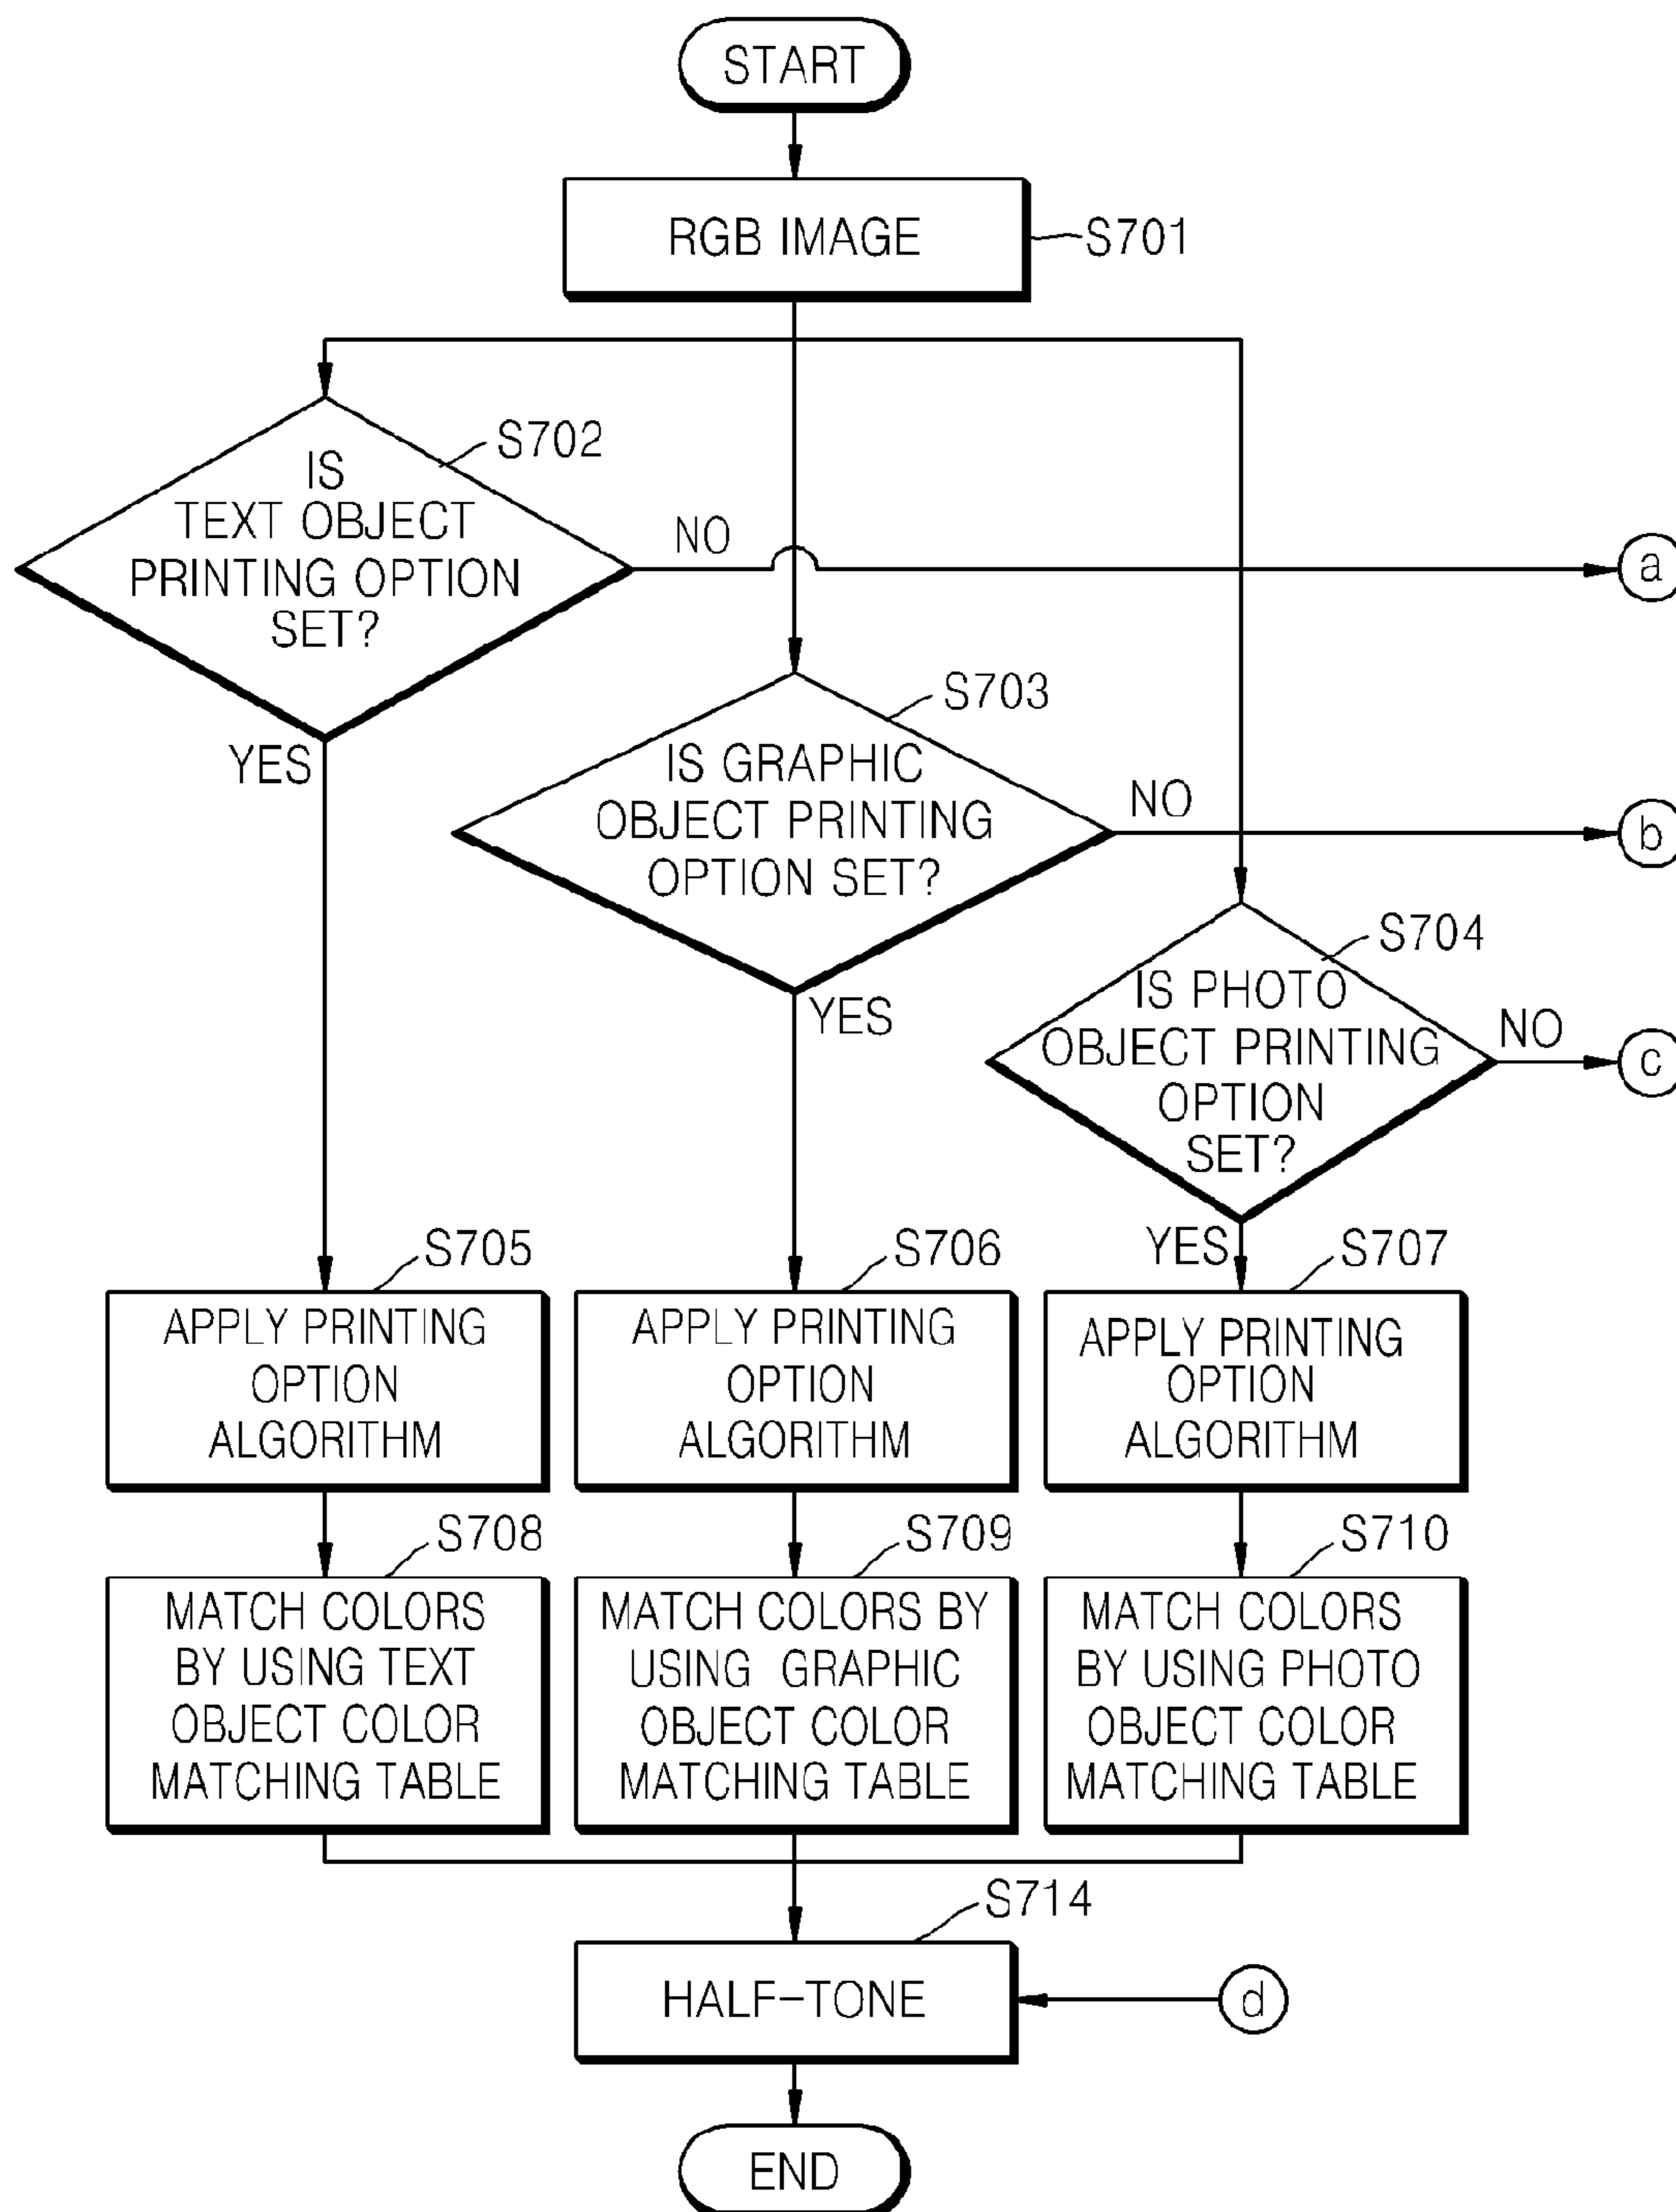 START
RGB IMAGE
S701
S702
IS
TEXT OBJECT
PRINTING OPTION
SET?
NO
a
YES
S703
IS GRAPHIC
OBJECT PRINTING
OPTION SET?
NO
b
YES
S704
IS PHOTO
OBJECT PRINTING
OPTION
SET?
NO
c
YES
S705
APPLY PRINTING
OPTION
ALGORITHM
S706
APPLY PRINTING
OPTION
ALGORITHM
S707
APPLY PRINTING
OPTION
ALGORITHM
S708
MATCH COLORS
BY USING TEXT
OBJECT COLOR
MATCHING TABLE
S709
MATCH COLORS BY
USING GRAPHIC
OBJECT COLOR
MATCHING TABLE
S710
MATCH COLORS
BY USING PHOTO
OBJECT COLOR
MATCHING TABLE
S714
HALF-TONE
d
END